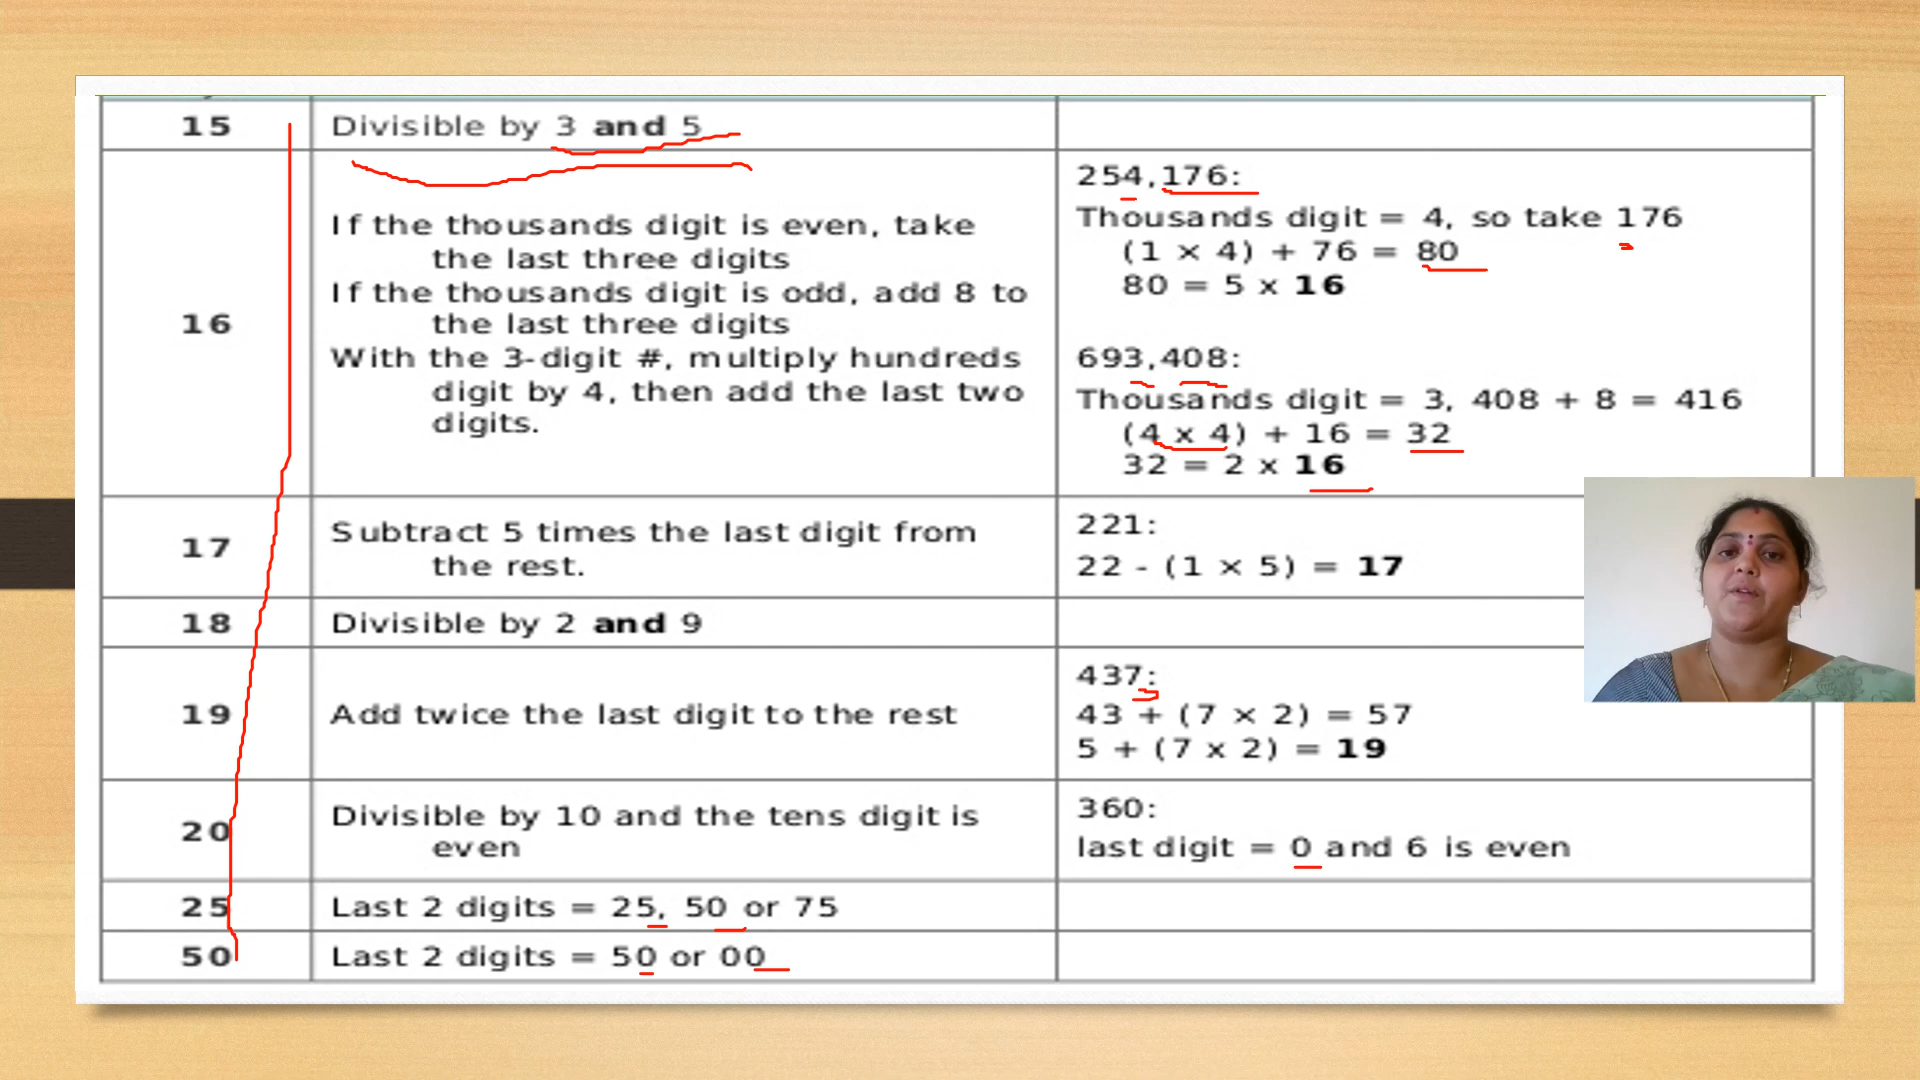 15
Divisible by 3 and 5
16
If the thousands digit is even, take
the last three digits
If the thousands digit is odd, add 8 to
the last three digits
With the 3-digit #, multiply hundreds
digit by 4, then add the last two
digits.
254,176:
Thousands digit = 4, so take 176
(1 × 4) + 76 = 80
80 = 5 x 16
693,408:
Thousands digit = 3, 408 + 8 = 416
(4 x 4) + 16 = 32
32 = 2 x 16
17
Subtract 5 times the last digit from
the rest.
221:
22 - (1 × 5) = 17
18
Divisible by 2 and 9
19
Add twice the last digit to the rest
437:
43 + (7 × 2) = 57
5 + (7 x 2) = 19
20
Divisible by 10 and the tens digit is
even
360:
last digit = 0 and 6 is even
25
Last 2 digits = 25, 50 or 75
50
Last 2 digits = 50 or 00